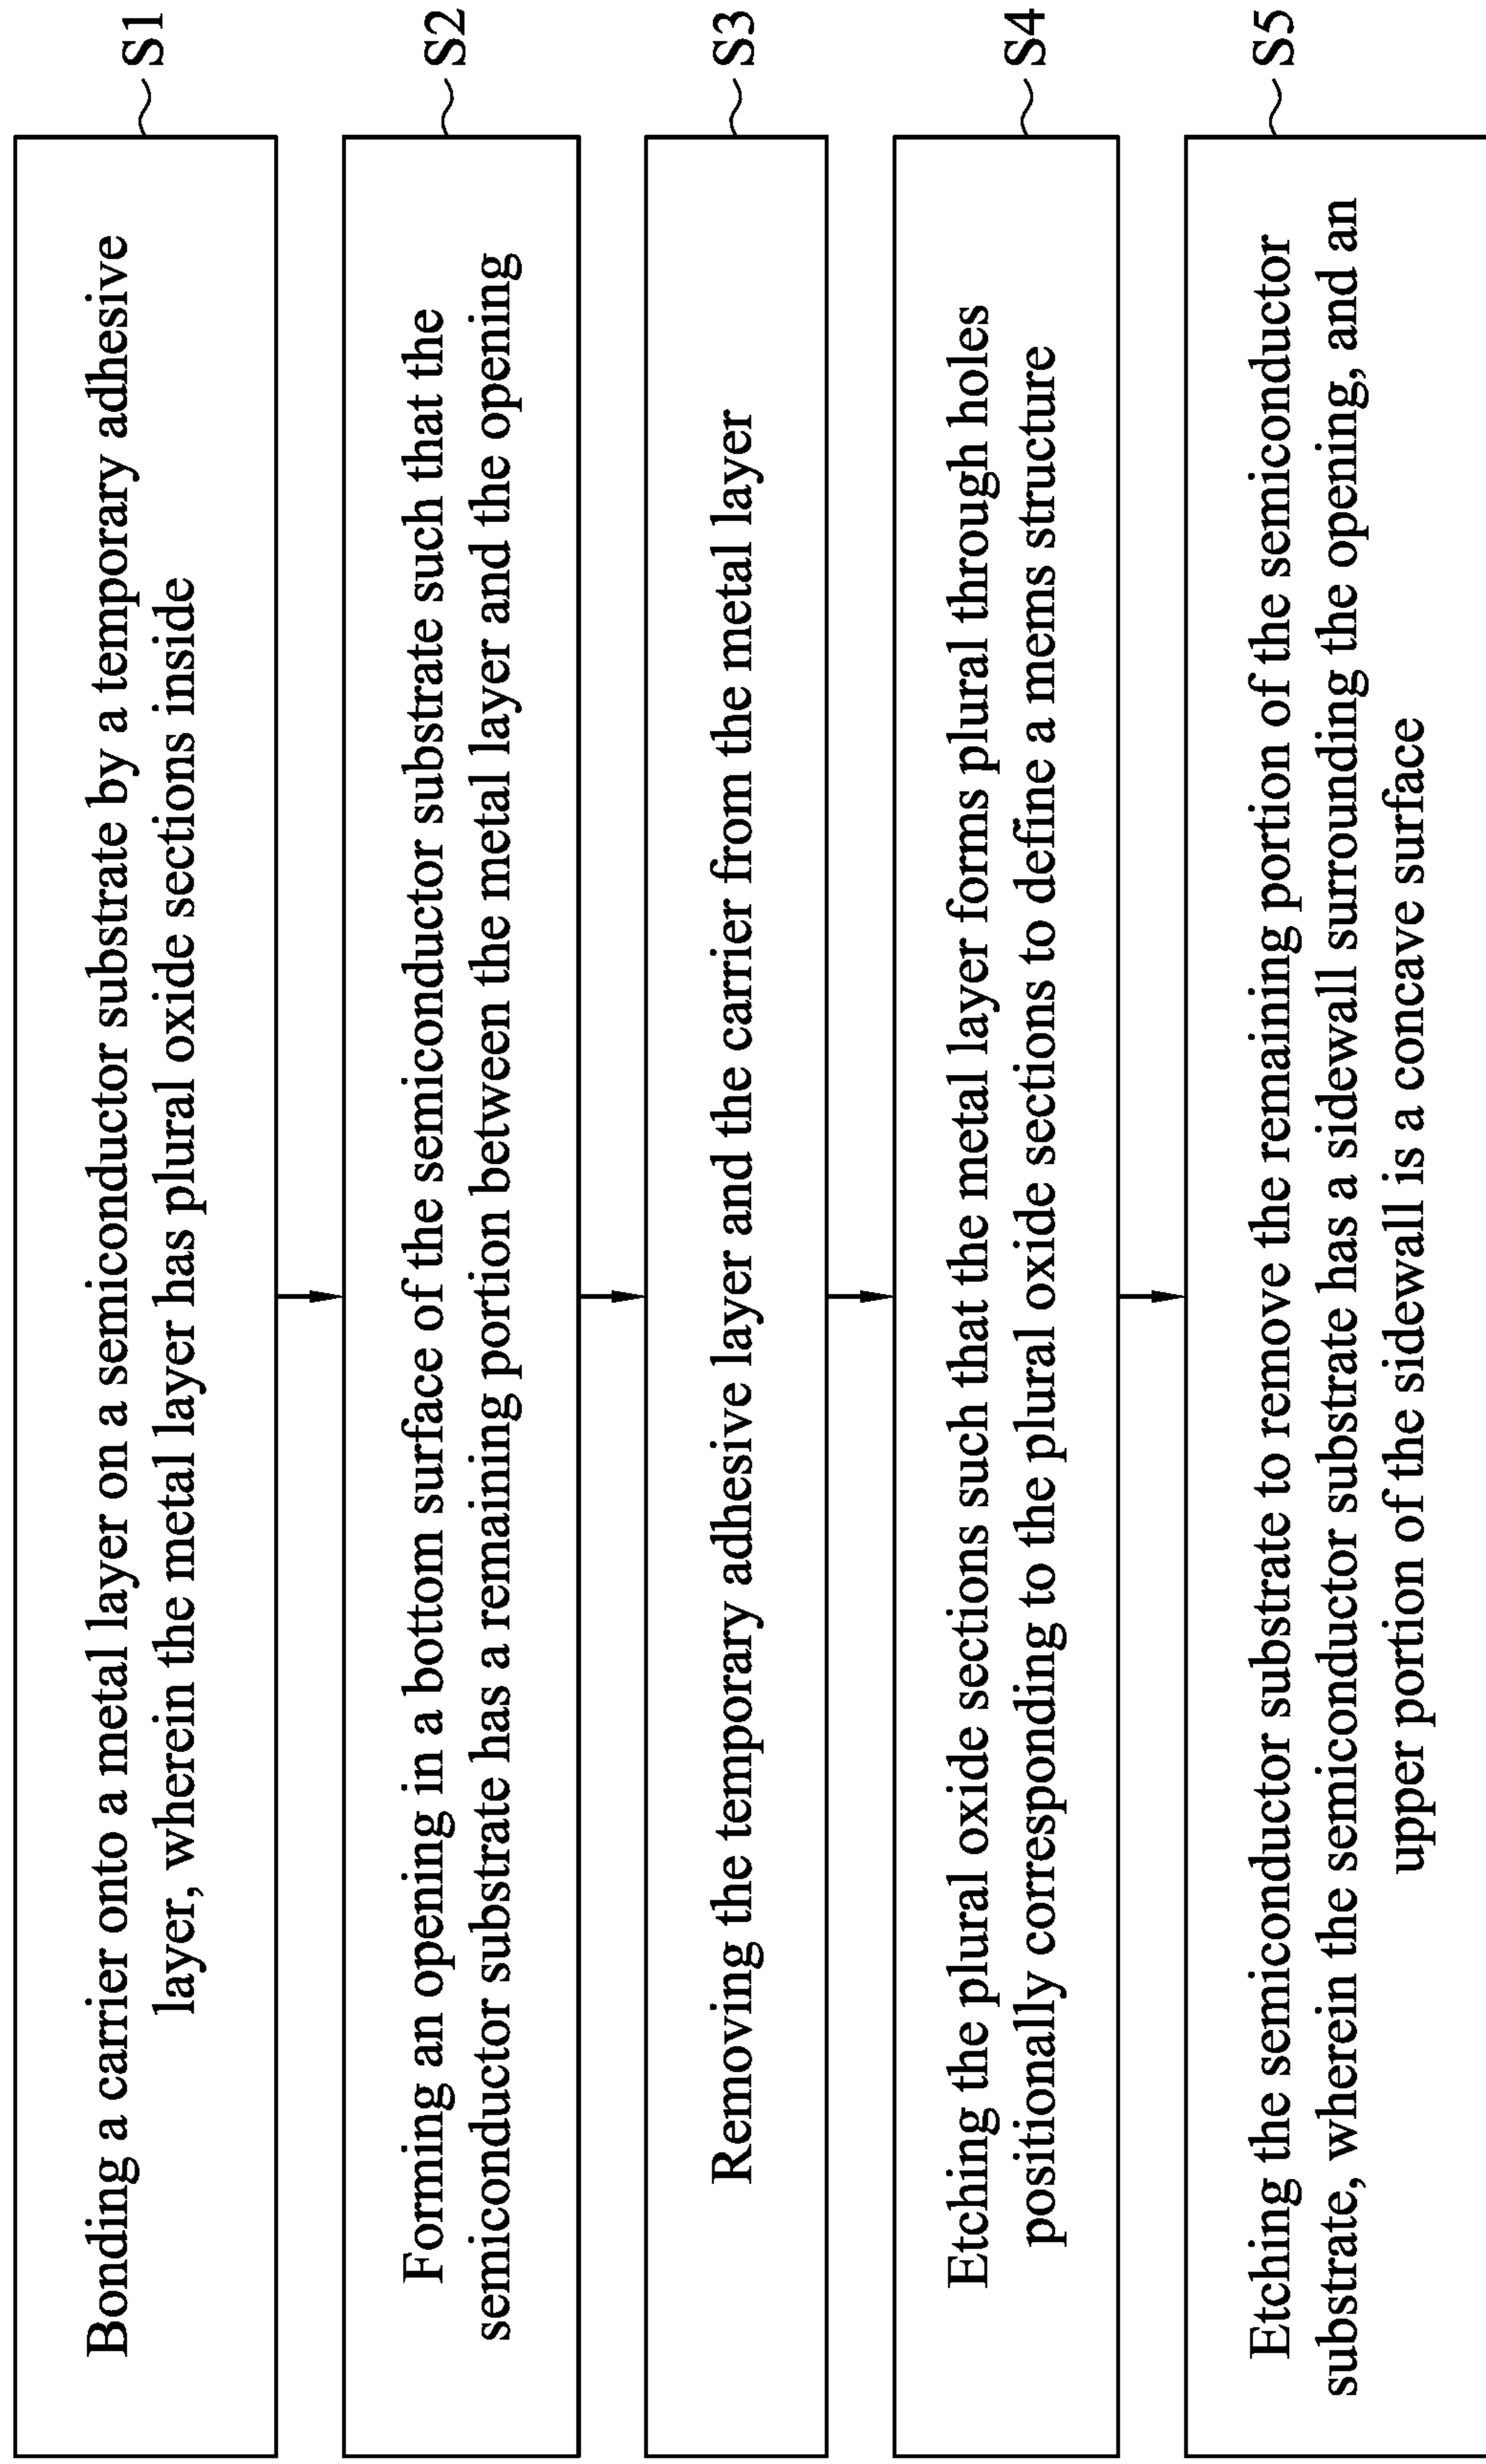 Bonding a carrier onto a metal layer on a semiconductor substrate by a temporary adhesive
layer, wherein the metal layer has plural oxide sections inside
S1
Forming an opening in a bottom surface of the semiconductor substrate such that the
semiconductor substrate has a remaining portion between the metal layer and the opening
S2
Removing the temporary adhesive layer and the carrier from the metal layer
S3
Etching the plural oxide sections such that the metal layer forms plural through holes
positionally corresponding to the plural oxide sections to define a mems structure
S4
Etching the semiconductor substrate to remove the remaining portion of the semiconductor
substrate, wherein the semiconductor substrate has a sidewall surrounding the opening, and an
upper portion of the sidewall is a concave surface
S5